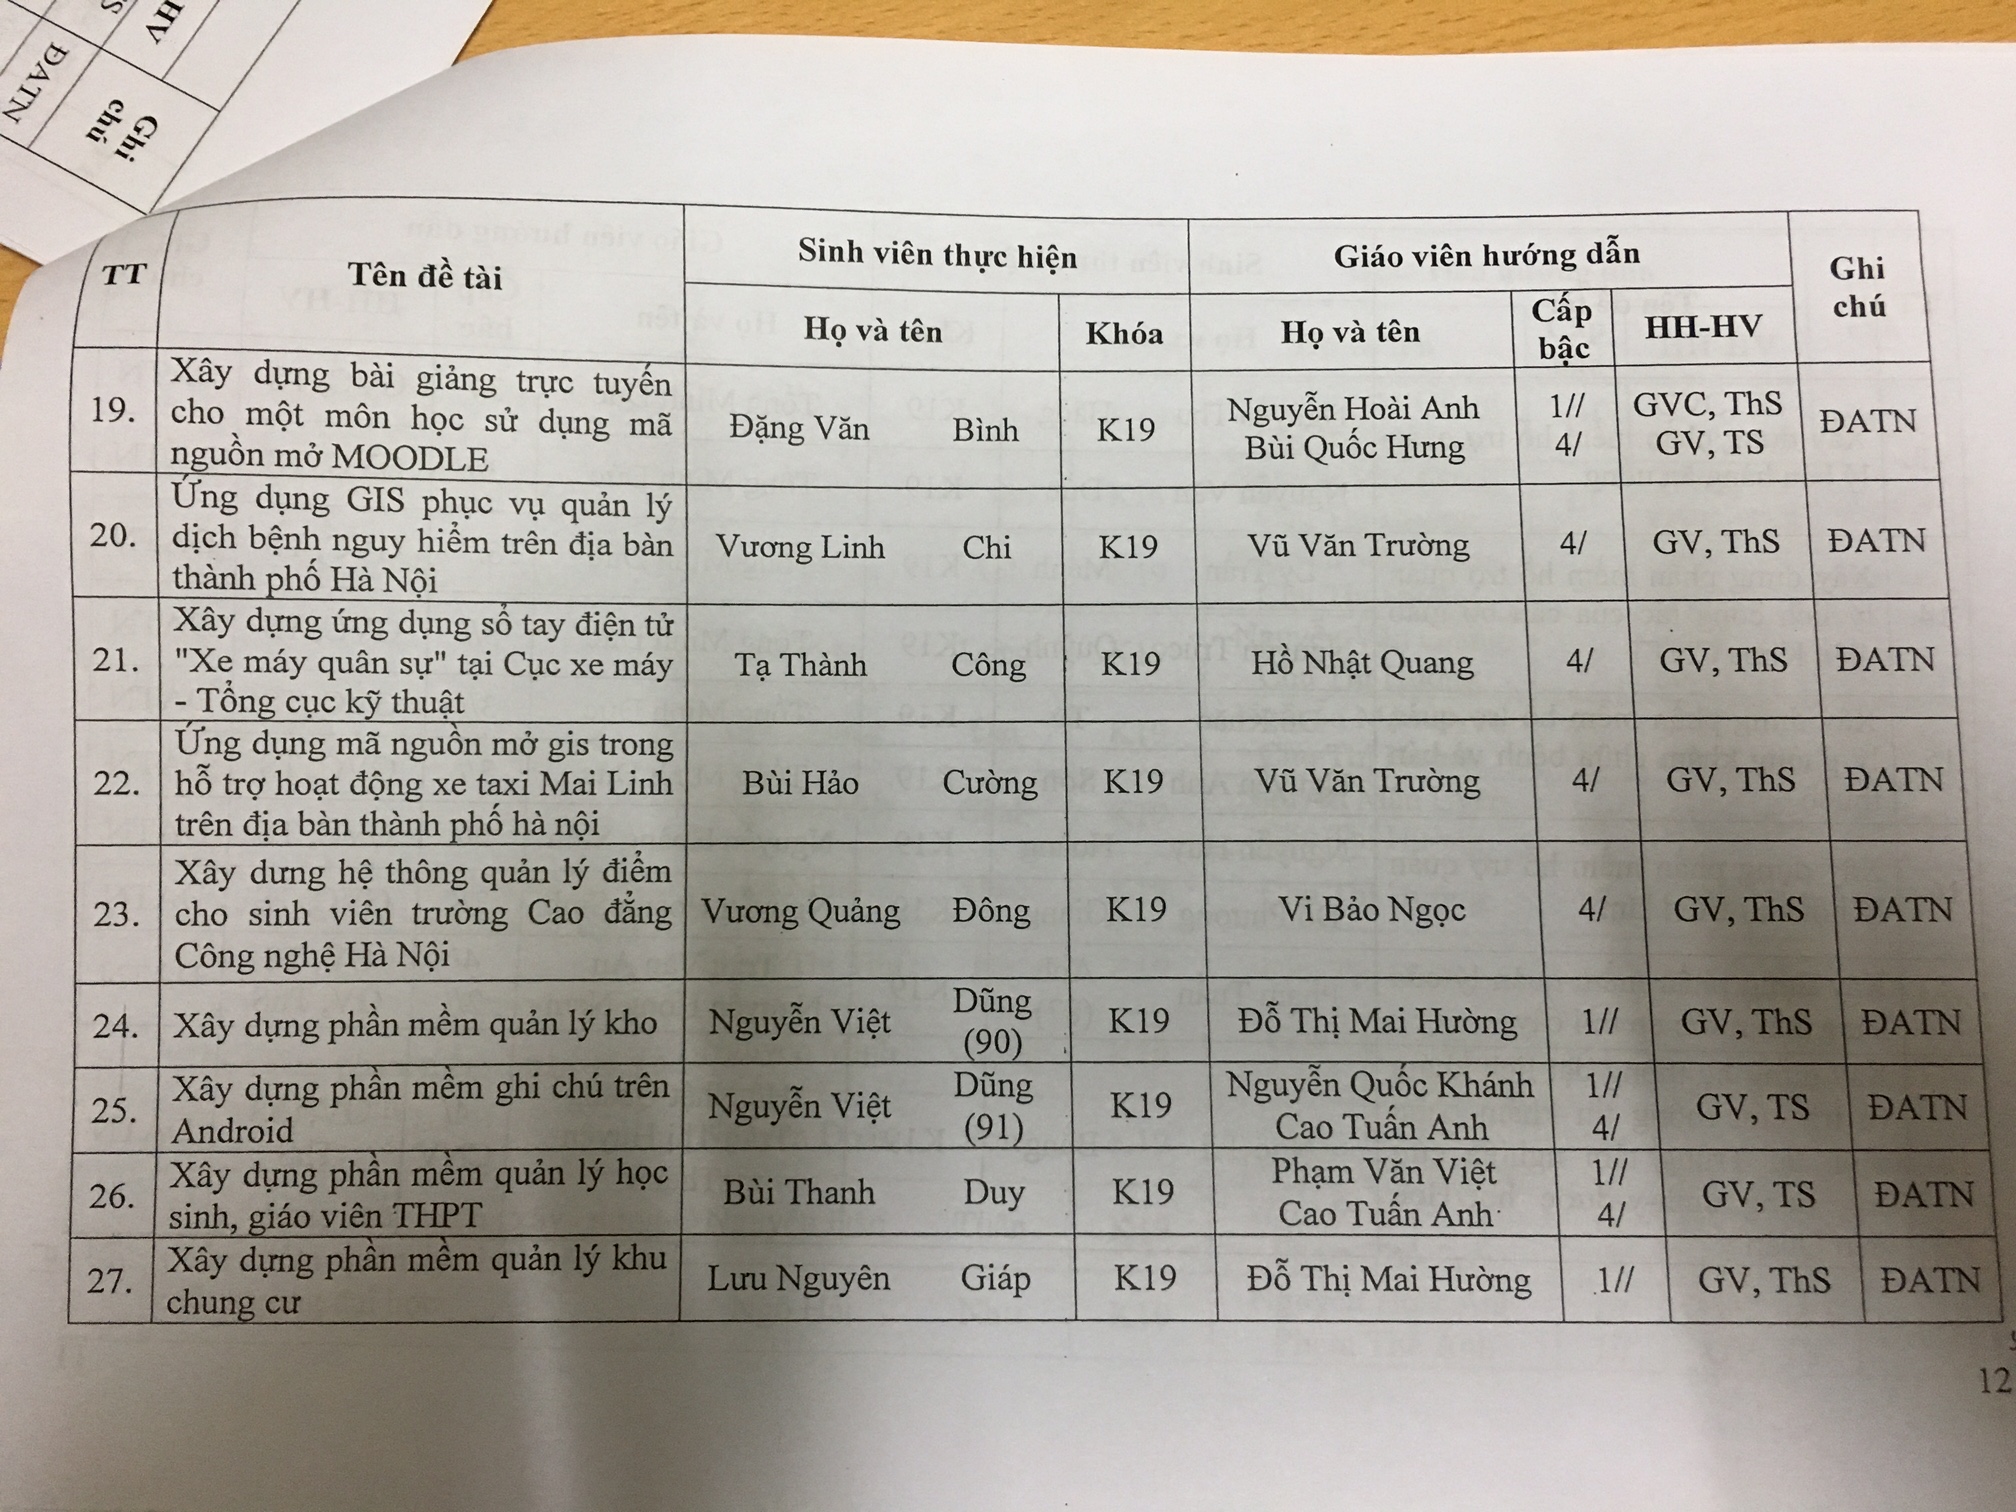 TT
Tên đề tài
Sinh viên thực hiện
Giáo viên hướng dẫn
Ghi
chú
Họ và tên
Khóa
Họ và tên
Cấp
bậc
HH-HV
19.
Xây dựng bài giảng trực tuyến
cho một môn học sử dụng mã
nguồn mở MOODLE
Đặng Văn Bình
K19
Nguyễn Hoài Anh
Bùi Quốc Hưng
1//
4/
GVC, ThS
GV, TS
ĐATN
20.
Ứng dụng GIS phục vụ quản lý
dịch bệnh nguy hiểm trên địa bàn
thành phố Hà Nội
Vương Linh Chi
K19
Vũ Văn Trường
4/
GV, ThS
ĐATN
21.
Xây dựng ứng dụng sổ tay điện tử
"Xe máy quân sự" tại Cục xe máy
- Tổng cục kỹ thuật
Tạ Thành Công
K19
Hồ Nhật Quang
4/
GV, ThS
ĐATN
22.
Ứng dụng mã nguồn mở gis trong
hỗ trợ hoạt động xe taxi Mai Linh
trên địa bàn thành phố hà nội
Bùi Hảo Cường
K19
Vũ Văn Trường
4/
GV, ThS
ĐATN
23.
Xây dưng hệ thông quản lý điểm
cho sinh viên trường Cao đẳng
Công nghệ Hà Nội
Vương Quảng Đông
K19
Vi Bảo Ngọc
4/
GV, ThS
ĐATN
24.
Xây dựng phần mềm quản lý kho
Nguyễn Việt Dũng
(90)
K19
Đỗ Thị Mai Hường
1//
GV, ThS
ĐATN
25.
Xây dựng phần mềm ghi chú trên
Android
Nguyễn Việt Dũng
(91)
K19
Nguyễn Quốc Khánh
Cao Tuấn Anh
1//
4/
GV, TS
ĐATN
26.
Xây dựng phần mềm quản lý học
sinh, giáo viên THPT
Bùi Thanh Duy
K19
Phạm Văn Việt
Cao Tuấn Anh
1//
4/
GV, TS
ĐATN
27.
Xây dựng phần mềm quản lý khu
chung cư
Lưu Nguyên Giáp
K19
Đỗ Thị Mai Hường
1//
GV, ThS
ĐATN
12
HV
Ghi
chú
ĐATN